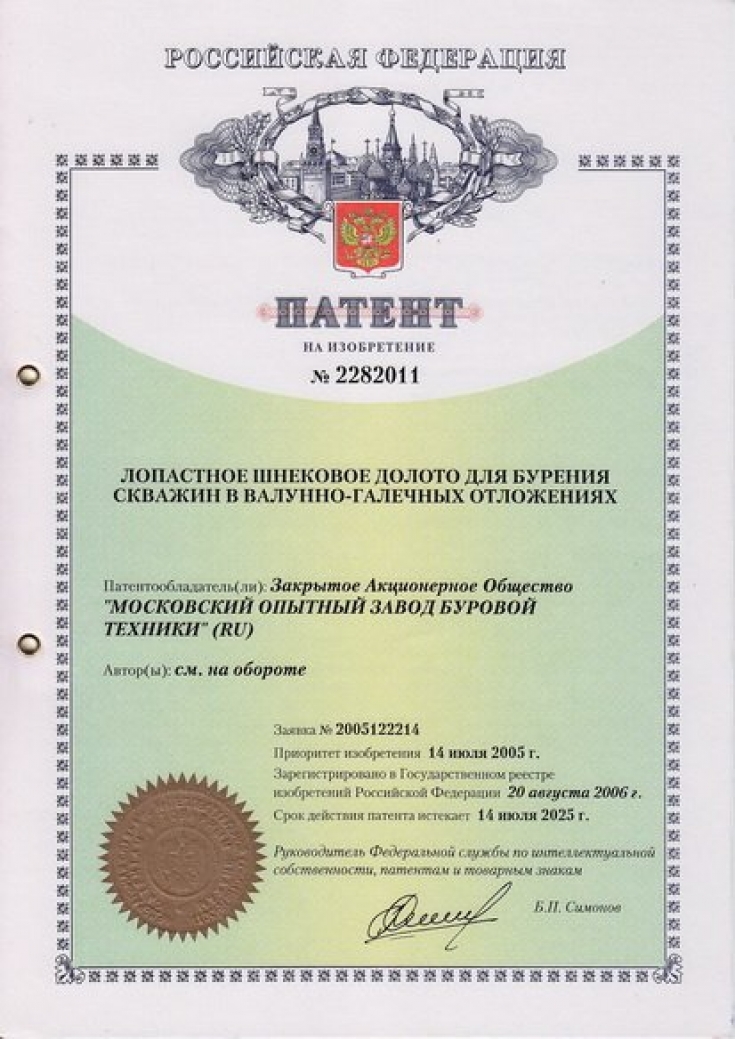 РОССИЙСКАЯ ФЕДЕРАЦИЯ
ПАТЕНТ
НА ИЗОБРЕТЕНИЕ
№ 2282011
ЛОПАСТНОЕ ШНЕКОВОЕ ДОЛОТО ДЛЯ БУРЕНИЯ
СКВАЖИН В ВАЛУННО-ГАЛЕЧНЫХ ОТЛОЖЕНИЯХ
Патентообладатель(ли): Закрытое Акционерное Общество
"МОСКОВСКИЙ ОПЫТНЫЙ ЗАВОД БУРОВОЙ
ТЕХНИКИ" (RU)
Автор(ы): см. на обороте
Заявка № 2005122214
Приоритет изобретения 14 июля 2005 г.
Зарегистрировано в Государственном реестре
изобретений Российской Федерации 20 августа 2006 г.
Срок действия патента истекает 14 июля 2025 г.
Руководитель Федеральной службы по интеллектуальной
собственности, патентам и товарным знакам
Б.П. Симонов